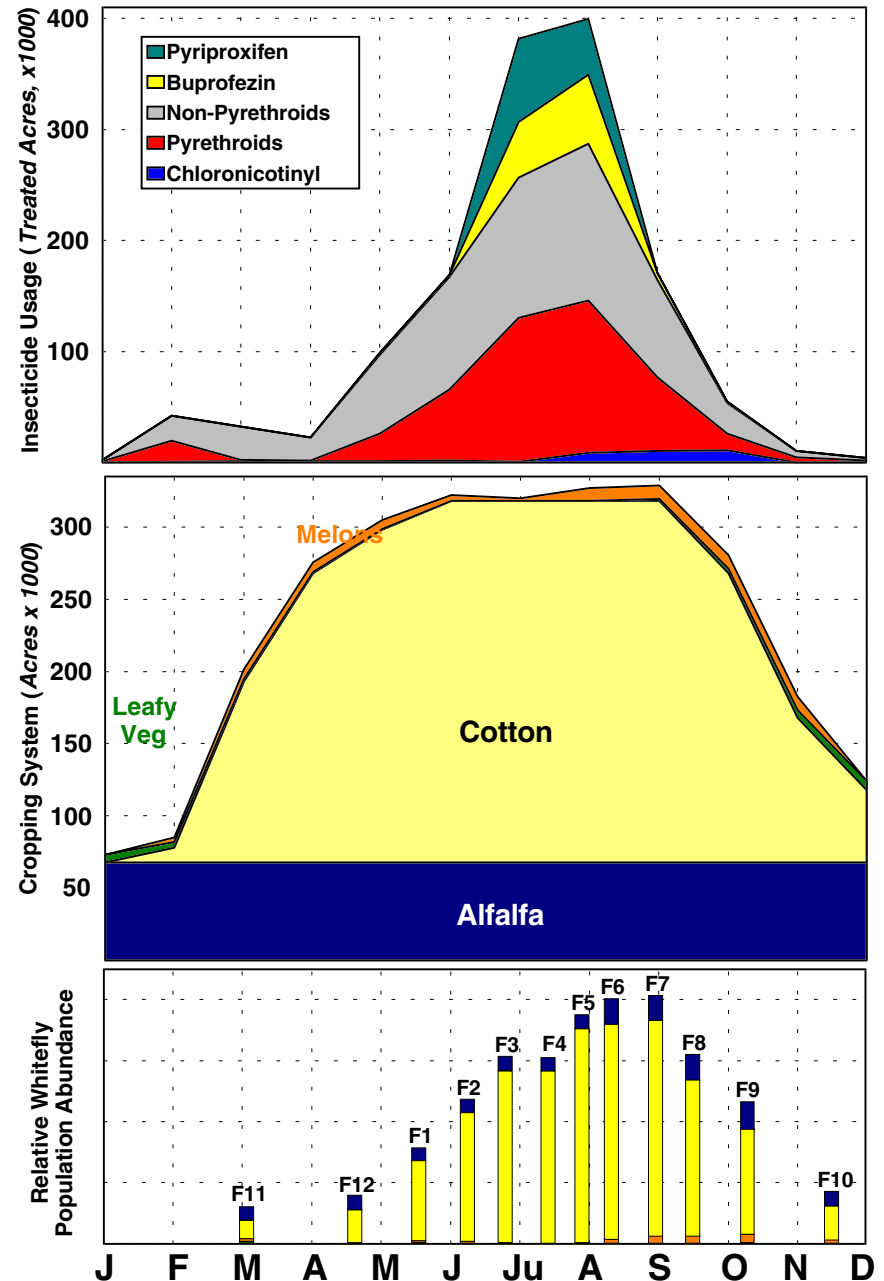 Insecticide Usage (Treated Acres, x1000)
400
300
200
100
Pyriproxifen
Buprofezin
Non-Pyrethroids
Pyrethroids
Chloronicotinyl
Cropping System (Acres x 1000)
300
250
200
150
100
50
Melons
Leafy
Veg
Cotton
Alfalfa
Relative Whitefly
Population Abundance
F11
F12
F1
F2
F3
F4
F5
F6
F7
F8
F9
F10
J F M A M J Ju A S O N D